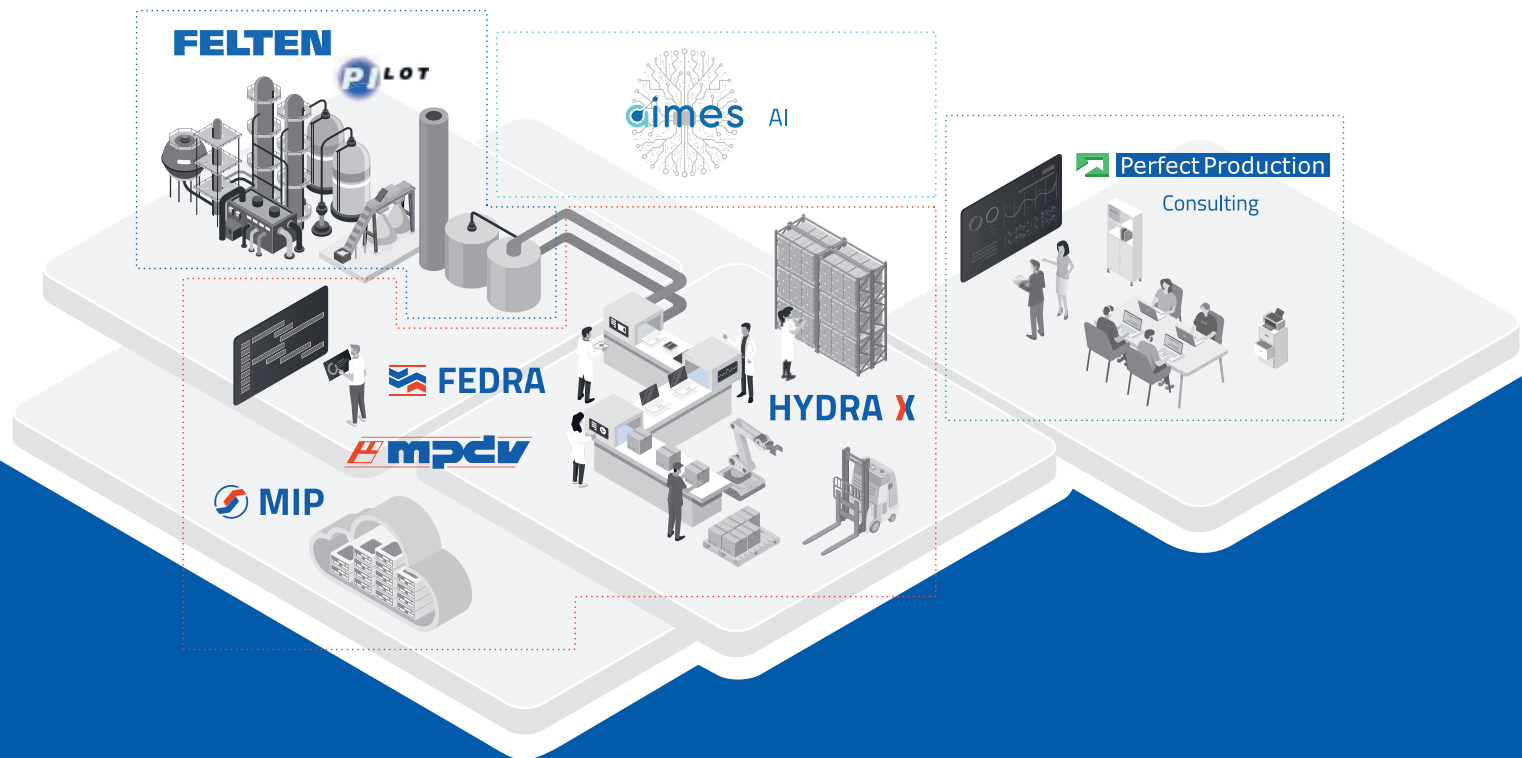 FELTEN
PILOT
aimes AI
Perfect Production
Consulting
FEDRA
HYDRA X
mpdv
MIP